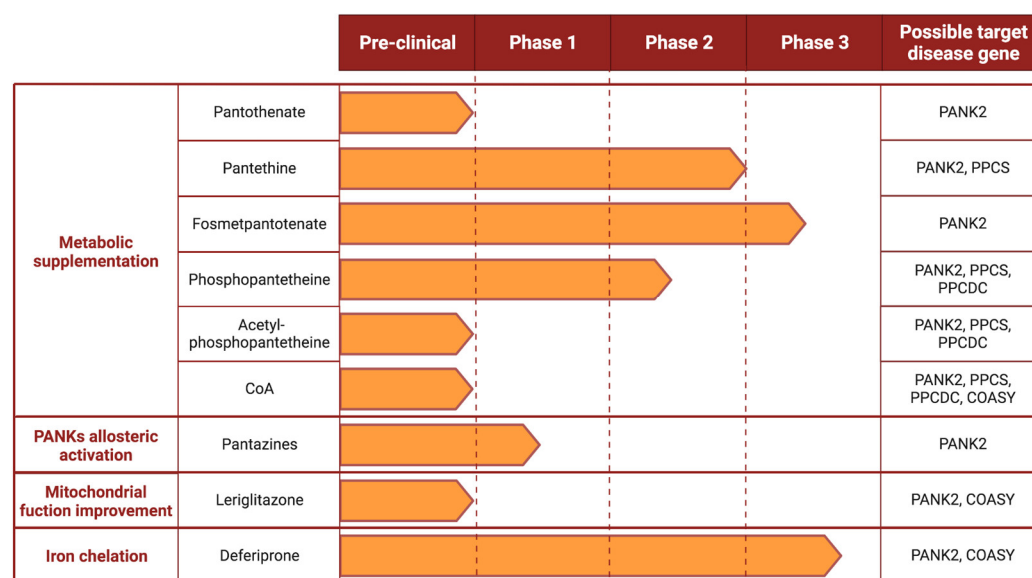 Pre-clinical
Phase 1
Phase 2
Phase 3
Possible target
disease gene
Metabolic
supplementation
Pantothenate
PANK2
Pantethine
PANK2, PPCS
Fosmetpantotenate
PANK2
Phosphopantetheine
PANK2, PPCS,
PPCDC
Acetyl-
phosphopantetheine
PANK2, PPCS,
PPCDC
CoA
PANK2, PPCS,
PPCDC, COASY
PANKs allosteric
activation
Pantazines
PANK2
Mitochondrial
fuction improvement
Leriglitazone
PANK2, COASY
Iron chelation
Deferiprone
PANK2, COASY